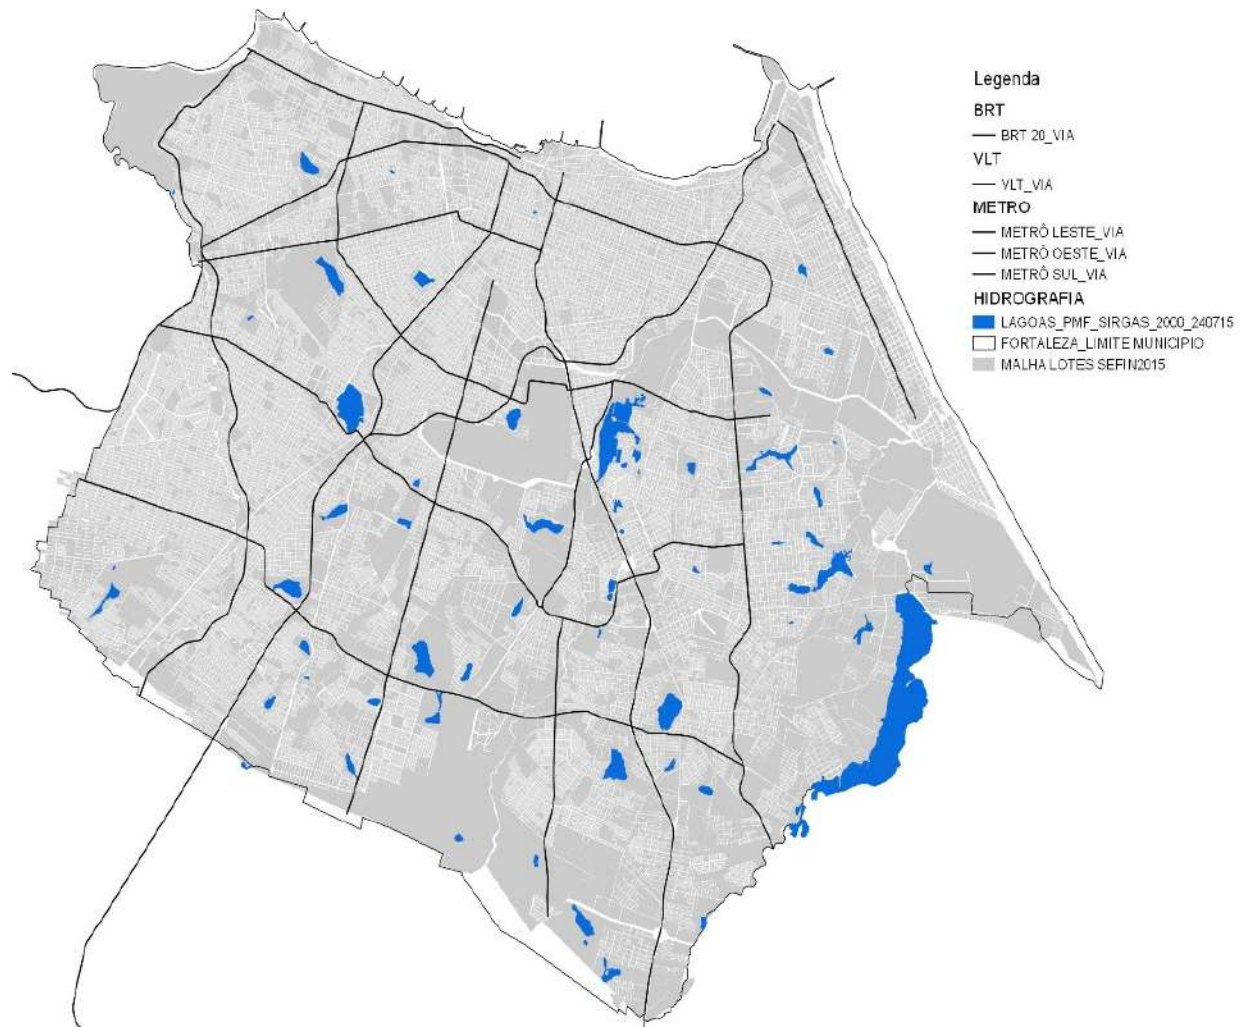 Legenda
BRT
BRT 20_VIA
VLT
VLT_VIA
METRO
METRÔ LESTE_VIA
METRÔ OESTE_VIA
METRÔ SUL_VIA
HIDROGRAFIA
LAGOAS_PMF_SIRGAS_2000_240715
FORTALEZA_LIMITE MUNICIPIO
MALHA LOTES SEFIN2015